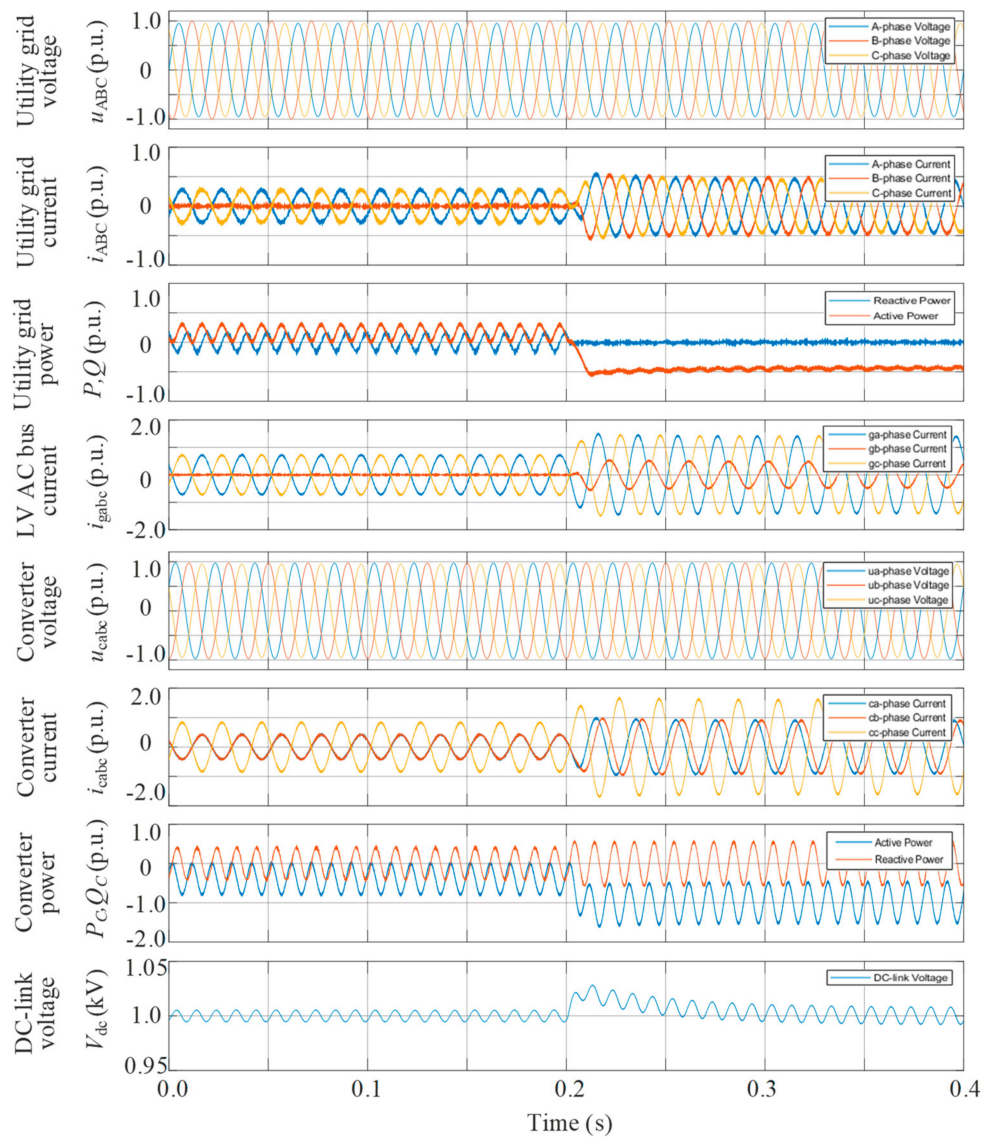 Utility grid
voltage
u_ABC (p.u.)
1.0
0
-1.0
A-phase Voltage
B-phase Voltage
C-phase Voltage
Utility grid
current
i_ABC (p.u.)
1.0
0
-1.0
A-phase Current
B-phase Current
C-phase Current
Utility grid
power
P,Q (p.u.)
1.0
0
-1.0
Reactive Power
Active Power
LV AC bus
current
i_gabc (p.u.)
2.0
0
-2.0
ga-phase Current
gb-phase Current
gc-phase Current
Converter
voltage
u_cabc (p.u.)
1.0
0
-1.0
ua-phase Voltage
ub-phase Voltage
uc-phase Voltage
Converter
current
i_cabc (p.u.)
2.0
0
-2.0
ca-phase Current
cb-phase Current
cc-phase Current
Converter
power
P_C,Q_C (p.u.)
1.0
0
-1.0
-2.0
Active Power
Reactive Power
DC-link
voltage
V_dc (kV)
1.05
1.0
0.95
DC-link Voltage
0.0 0.1 0.2 0.3 0.4
Time (s)